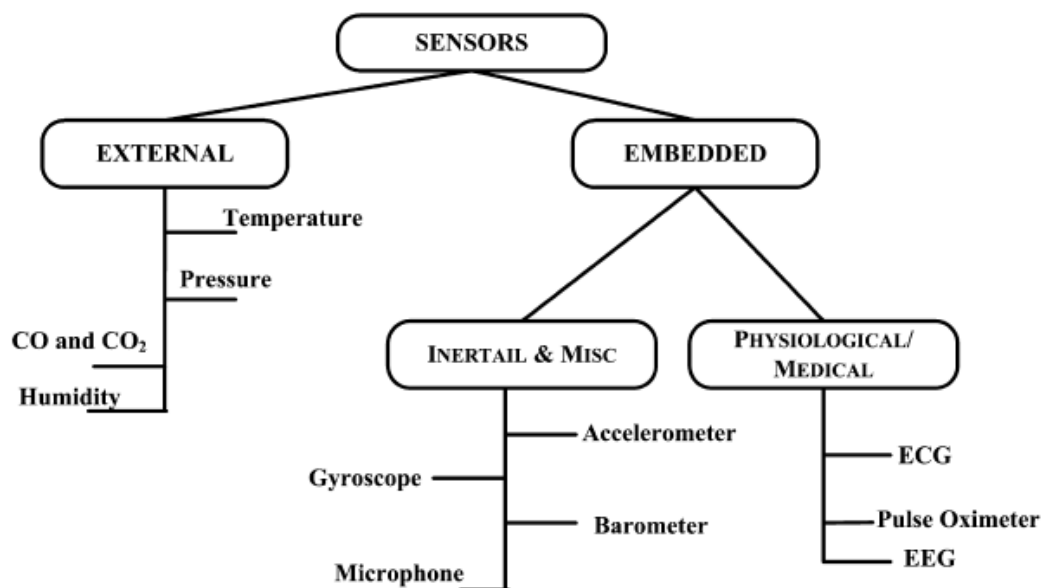 SENSORS
EXTERNAL
EMBEDDED
Temperature
Pressure
CO and CO₂
Humidity
INERTAIL & MISC
PHYSIOLOGICAL/
MEDICAL
Accelerometer
Gyroscope
Barometer
Microphone
ECG
Pulse Oximeter
EEG